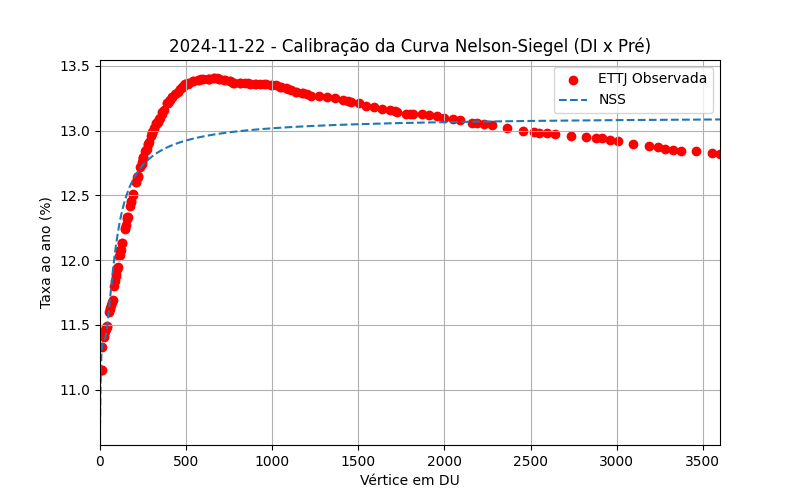 2024-11-22 - Calibração da Curva Nelson-Siegel (DI x Pré)
ETTJ Observada
NSS
Taxa ao ano (%)
13.5
13.0
12.5
12.0
11.5
11.0
0 500 1000 1500 2000 2500 3000 3500
Vértice em DU